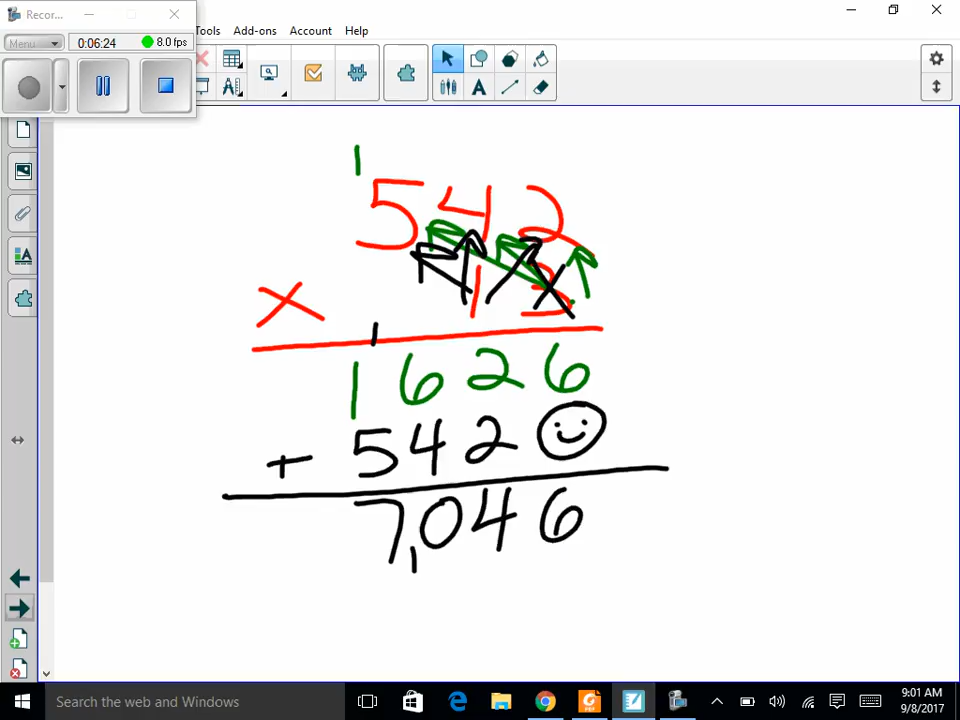 Recor...
Tools Add-ons Account Help
Menu 0:06:24 8.0 fps
1
542
× 13
1
1626
+ 542
7,046
Search the web and Windows
9:01 AM
9/8/2017